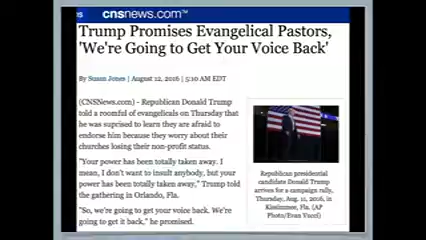 cnsnews.com™
Trump Promises Evangelical Pastors,
'We're Going to Get Your Voice Back'
By Susan Jones | August 12, 2016 | 5:10 AM EDT
(CNSNews.com) - Republican Donald Trump
told a roomful of evangelicals on Thursday that
he was supcised to learn they are afraid to
endorse him because they worry about their
churches losing their non-profit status.
"Your power has been totally taken away. I
mean, I don't want to insult anybody, but your
power has been totally taken away," Trump told
the gathering in Orlando, Fla.
"So, we're going to get your voice back. We're
going to get it back," he promised.
Republican presidential
candidate Donald Trump
arrives for a campaign rally,
Thursday, Aug. 11, 2016, in
Kissimmee, Fla. (AP
Photo/Evan Vucci)